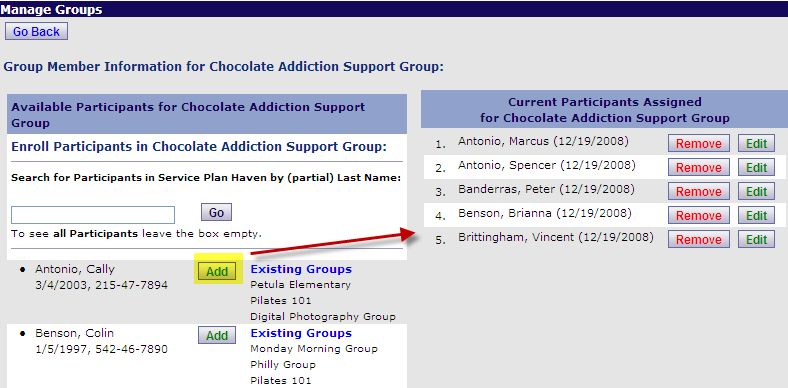 Manage Groups
Go Back
Group Member Information for Chocolate Addiction Support Group:
Available Participants for Chocolate Addiction Support
Group
Enroll Participants in Chocolate Addiction Support Group:
Search for Participants in Service Plan Haven by (partial) Last Name:
Go
To see all Participants leave the box empty.
• Antonio, Cally Add Existing Groups
3/4/2003, 215-47-7894 Petula Elementary
Pilates 101
Digital Photography Group
• Benson, Colin Add Existing Groups
1/5/1997, 542-46-7890 Monday Morning Group
Philly Group
Pilates 101
Current Participants Assigned
for Chocolate Addiction Support Group
1. Antonio, Marcus (12/19/2008) Remove Edit
2. Antonio, Spencer (12/19/2008) Remove Edit
3. Banderras, Peter (12/19/2008) Remove Edit
4. Benson, Brianna (12/19/2008) Remove Edit
5. Brittingham, Vincent (12/19/2008) Remove Edit